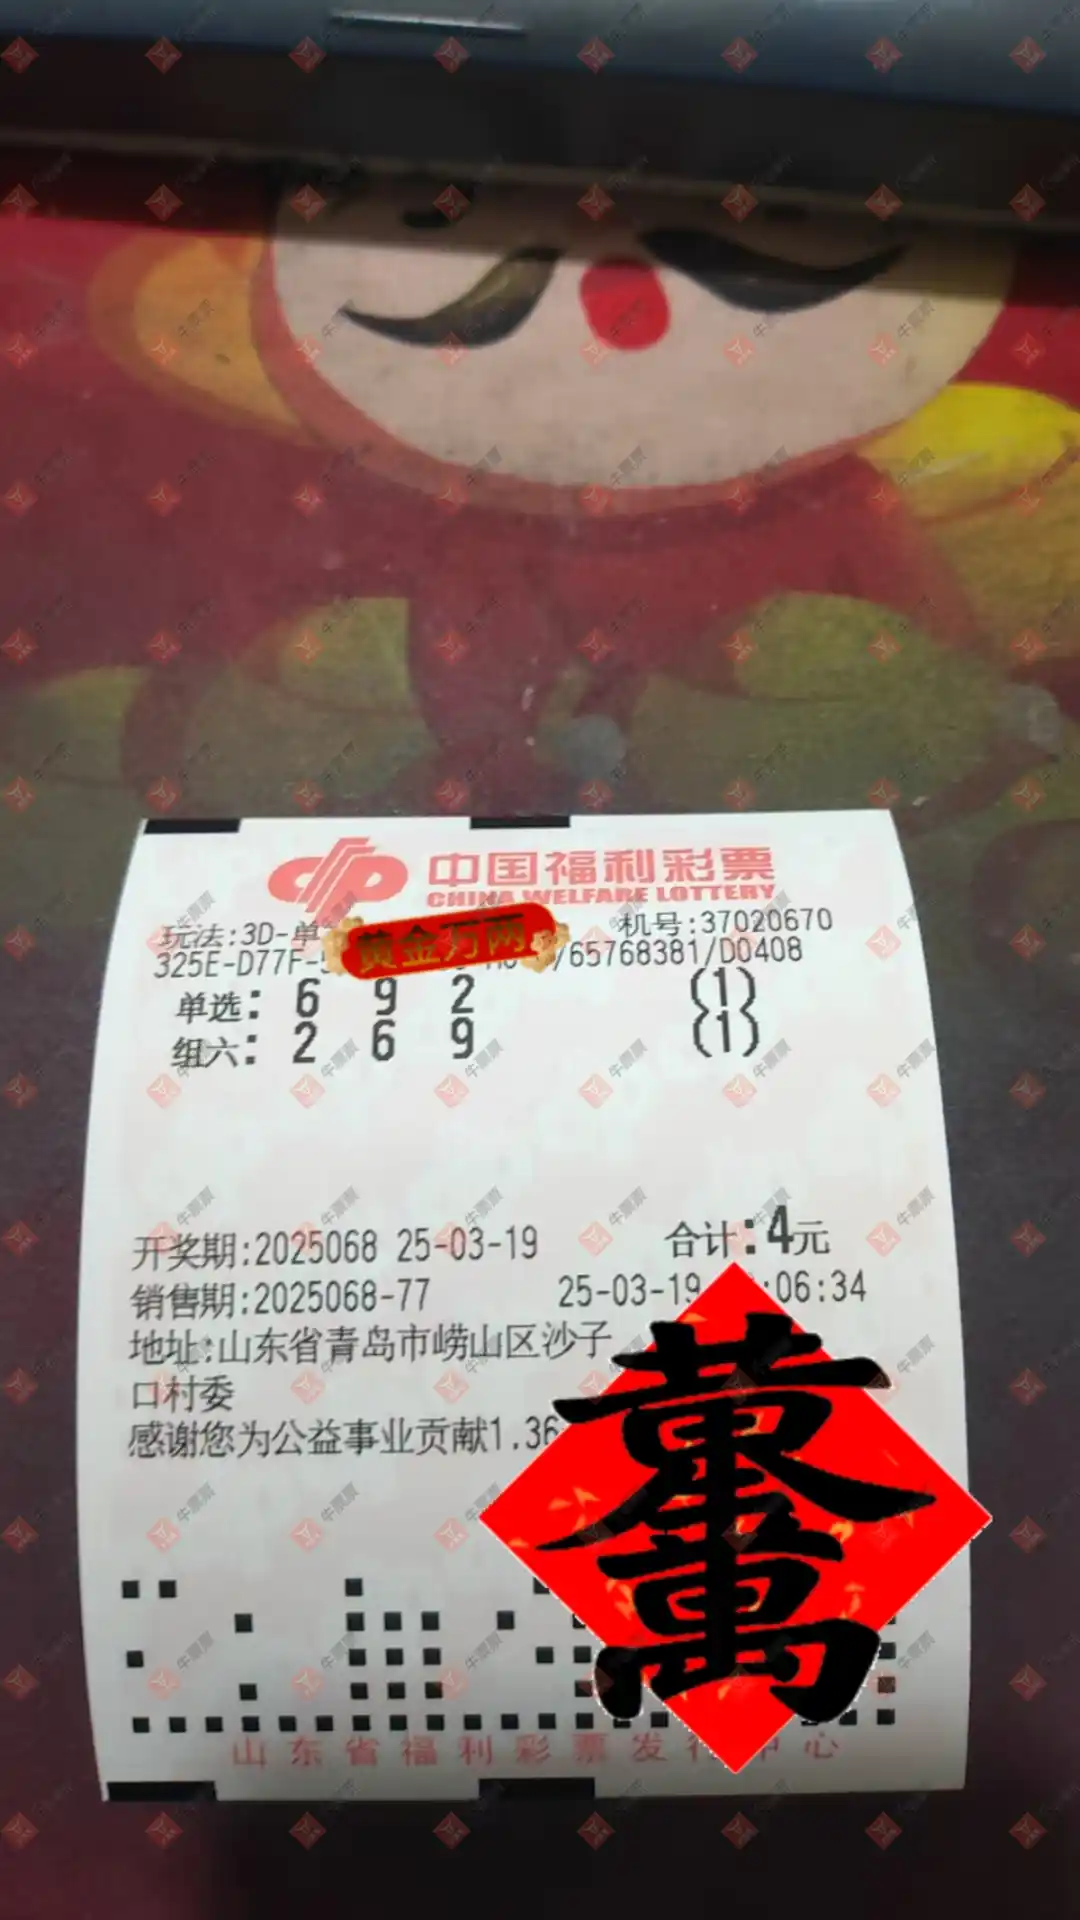 中国福利彩票
CHINA WELFARE LOTTERY
玩法:3D-单
机号:37020670
黄金万两
325E-D77F-
/65768381/D0408
单选: 6 9 2 (1)
组六: 2 6 9 (1)
开奖期:2025068 25-03-19
合计:4元
销售期:2025068-77
25-03-19 :06:34
地址:山东省青岛市崂山区沙子
口村委
感谢您为公益事业贡献1.36
山东省福利彩票发行中心
牛票票